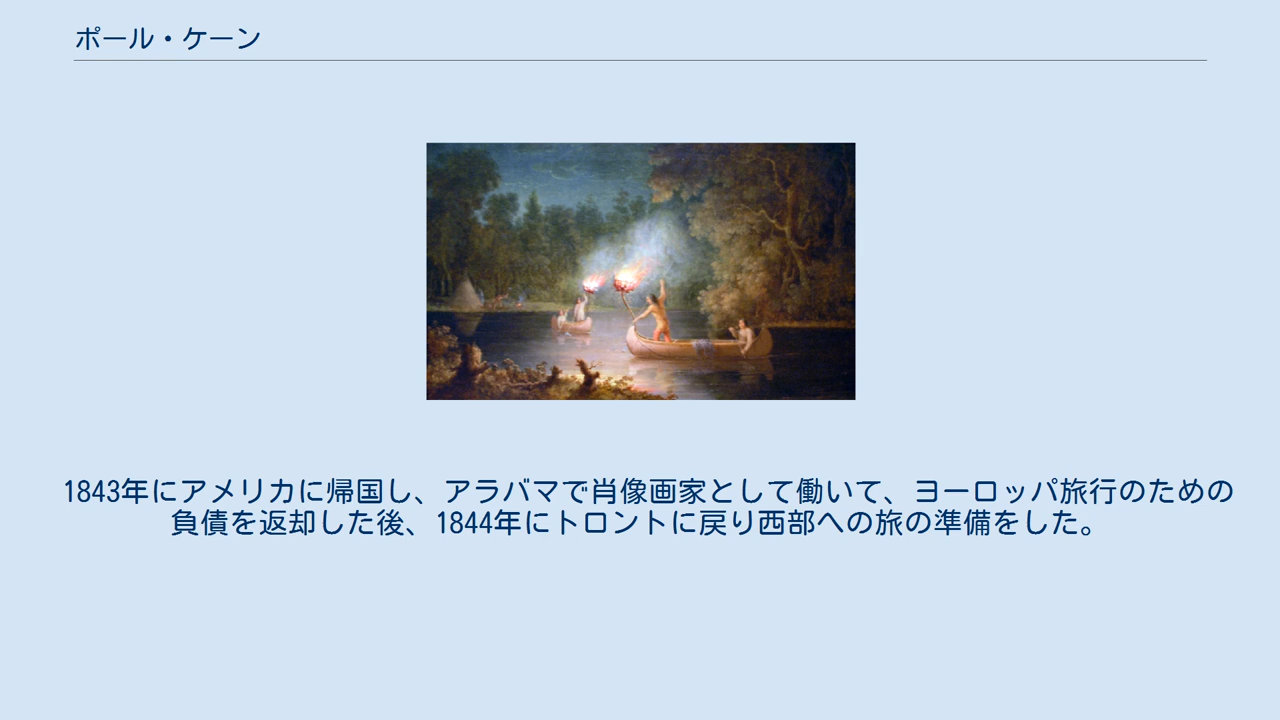 ポール・ケーン
1843年にアメリカに帰国し、アラバマで肖像画家として働いて、ヨーロッパ旅行のための
負債を返却した後、1844年にトロントに戻り西部への旅の準備をした。